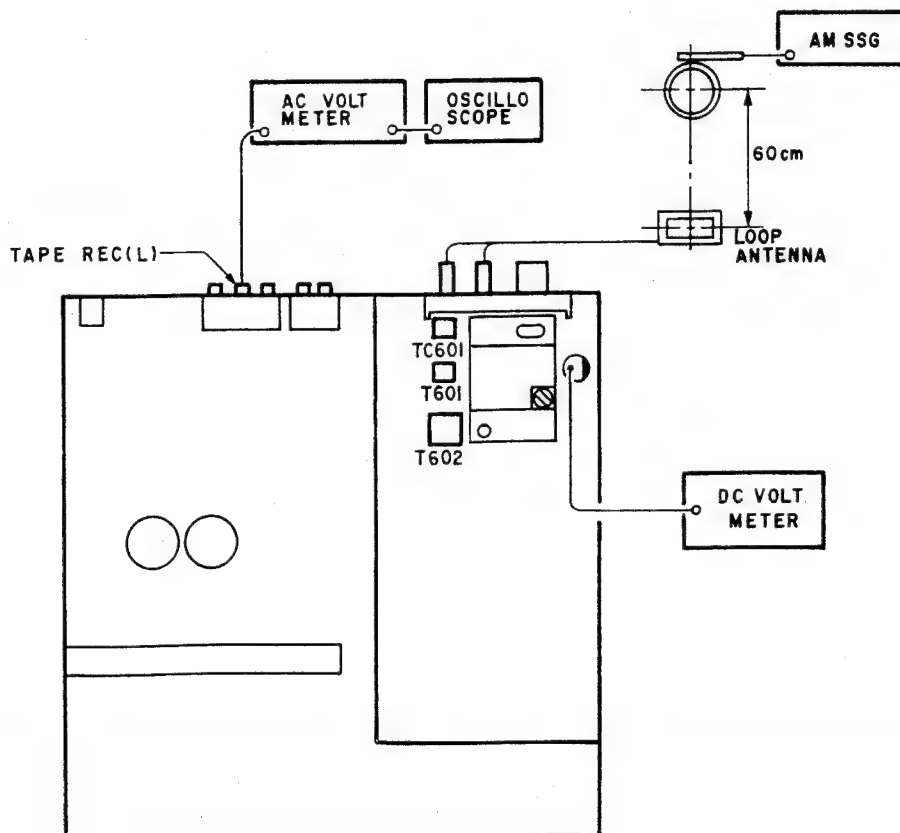 AM SSG
AC VOLT
METER
OSCILLO
SCOPE
60cm
TAPE REC(L)
LOOP
ANTENNA
TC601
T601
T602
DC VOLT
METER